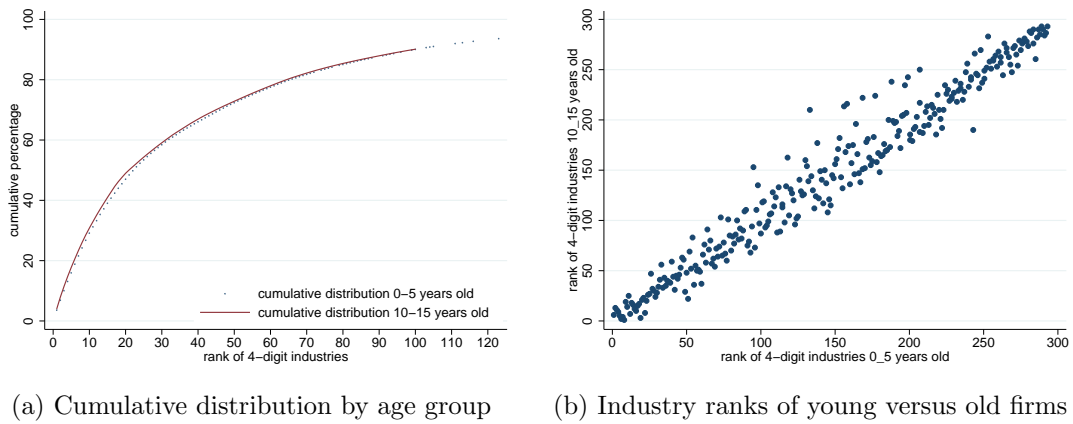 cumulative percentage
0
20
40
60
80
100
0 10 20 30 40 50 60 70 80 90 100 110 120
rank of 4−digit industries
cumulative distribution 0−5 years old
cumulative distribution 10−15 years old
(a) Cumulative distribution by age group
rank of 4−digit industries 10_15 years old
0
50
100
150
200
250
300
0 50 100 150 200 250 300
rank of 4−digit industries 0_5 years old
(b) Industry ranks of young versus old firms